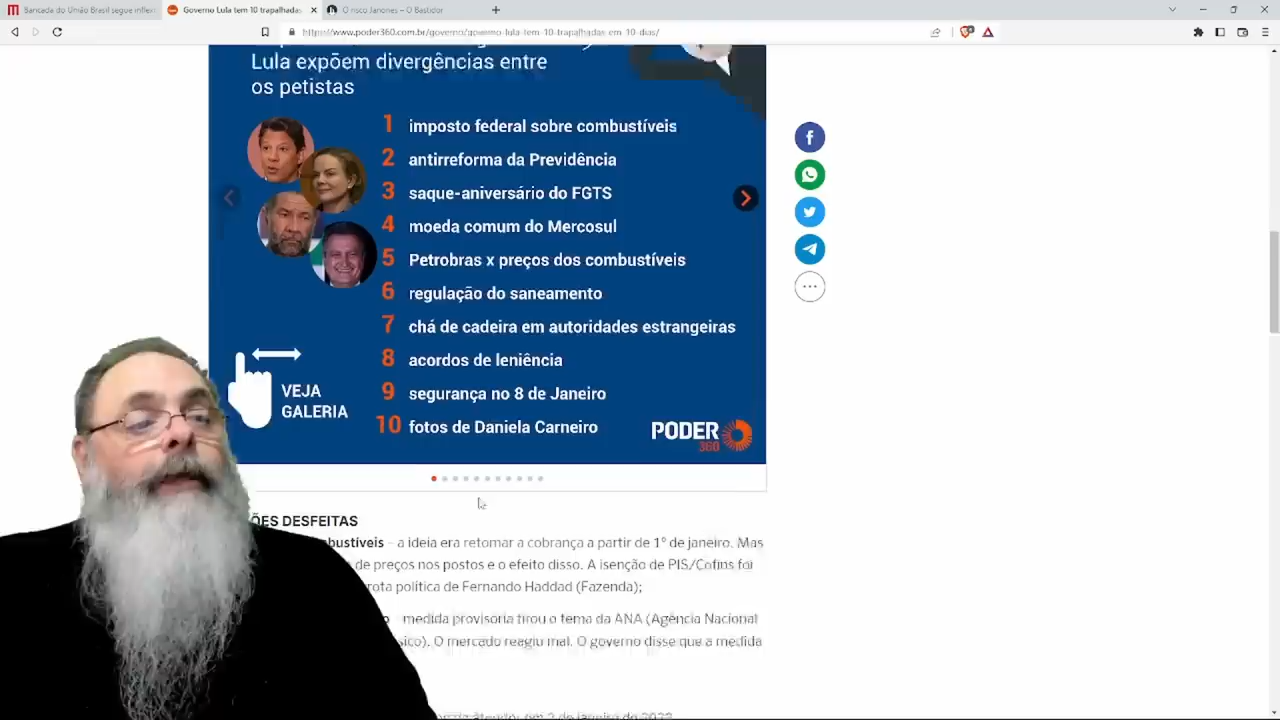 Bancada do União Brasil segue inflex
Governo Lula tem 10 trapalhadas
O risco Janones – O Bastidor
https://www.poder360.com.br/governo/governo-lula-tem-10-trapalhadas-em-10-dias/
Lula expõem divergências entre
os petistas
1 imposto federal sobre combustíveis
2 antirreforma da Previdência
3 saque-aniversário do FGTS
4 moeda comum do Mercosul
5 Petrobras x preços dos combustíveis
6 regulação do saneamento
7 chá de cadeira em autoridades estrangeiras
8 acordos de leniência
9 segurança no 8 de Janeiro
10 fotos de Daniela Carneiro
VEJA
GALERIA
PODER
360
ÕES DESFEITAS
bustíveis – a ideia era retomar a cobrança a partir de 1º de janeiro. Mas
de preços nos postos e o efeito disso. A isenção de PIS/Cofins foi
rota política de Fernando Haddad (Fazenda);
medida provisória tirou o tema da ANA (Agência Nacional
sico). O mercado reagiu mal. O governo disse que a medida
em 2 de janeiro de 2023